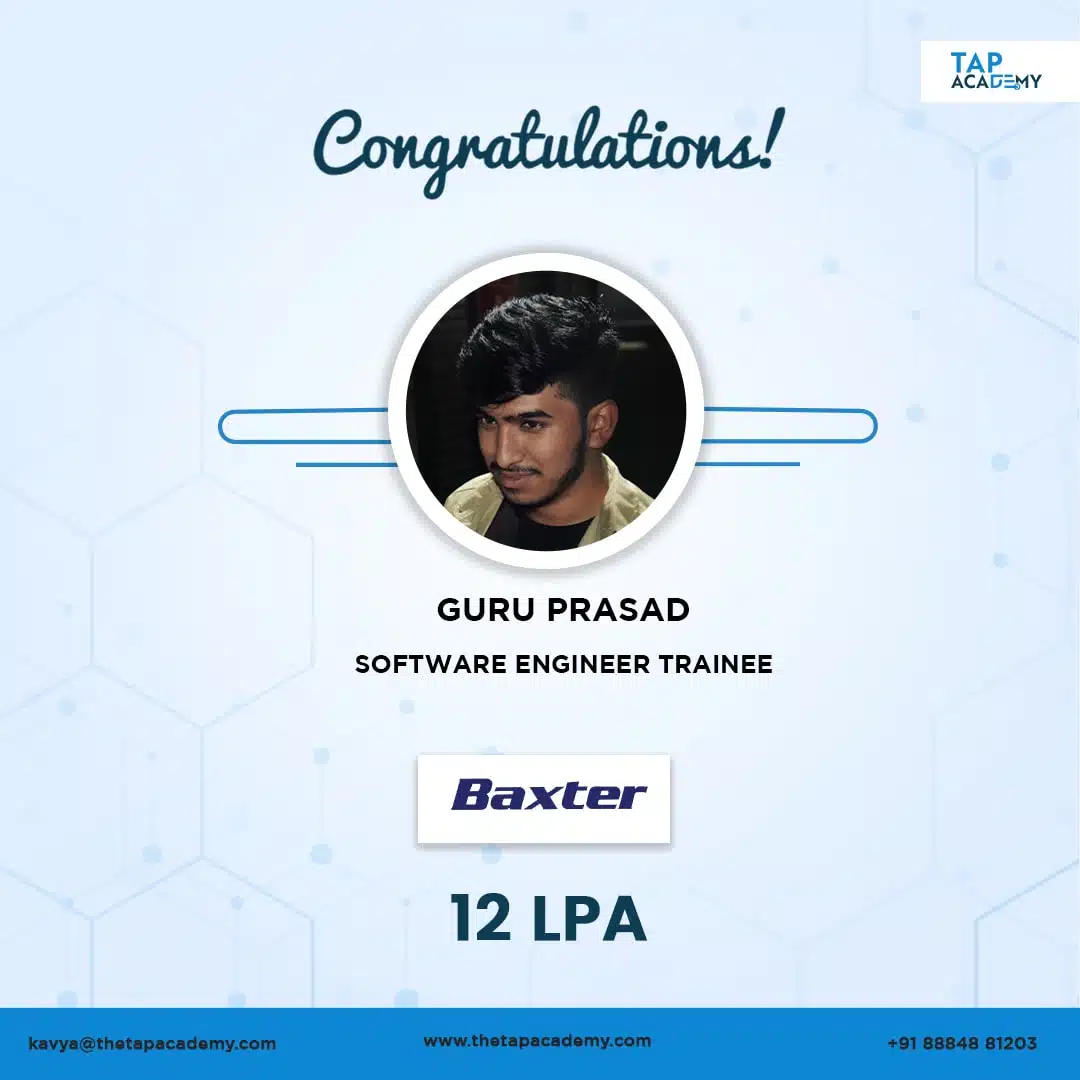 TAP
ACADEMY
Congratulations!
GURU PRASAD
SOFTWARE ENGINEER TRAINEE
Baxter
12 LPA
kavya@thetapacademy.com
www.thetapacademy.com
+91 88848 81203